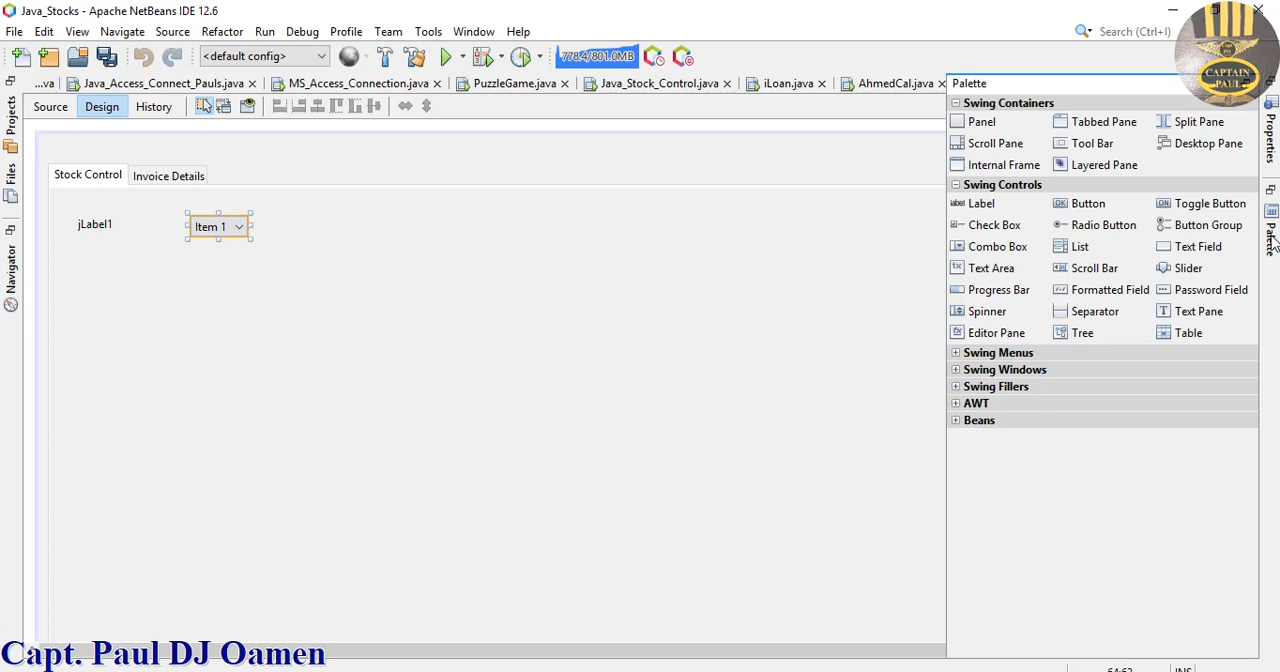 Java_Stocks - Apache NetBeans IDE 12.6
File Edit View Navigate Source Refactor Run Debug Profile Team Tools Window Help
Search (Ctrl+I)
<default config>
778.4/801.0MB
CAPTAIN
...va Java_Access_Connect_Pauls.java MS_Access_Connection.java PuzzleGame.java Java_Stock_Control.java iLoan.java AhmedCal.java
Source Design History
Palette
Swing Containers
Panel Tabbed Pane Split Pane
Scroll Pane Tool Bar Desktop Pane
Internal Frame Layered Pane
Swing Controls
Label Button Toggle Button
Check Box Radio Button Button Group
Combo Box List Text Field
Text Area Scroll Bar Slider
Progress Bar Formatted Field Password Field
Spinner Separator Text Pane
Editor Pane Tree Table
Swing Menus
Swing Windows
Swing Fillers
AWT
Beans
Stock Control Invoice Details
jLabel1 Item 1
Projects
Files
Navigator
Properties
Palette
Capt. Paul DJ Oamen